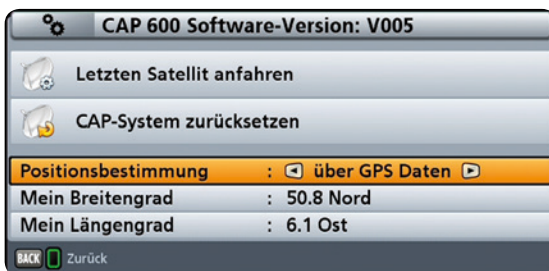 CAP 600 Software-Version: V005
Letzten Satellit anfahren
CAP-System zurücksetzen
Positionsbestimmung : über GPS Daten
Mein Breitengrad : 50.8 Nord
Mein Längengrad : 6.1 Ost
BACK Zurück